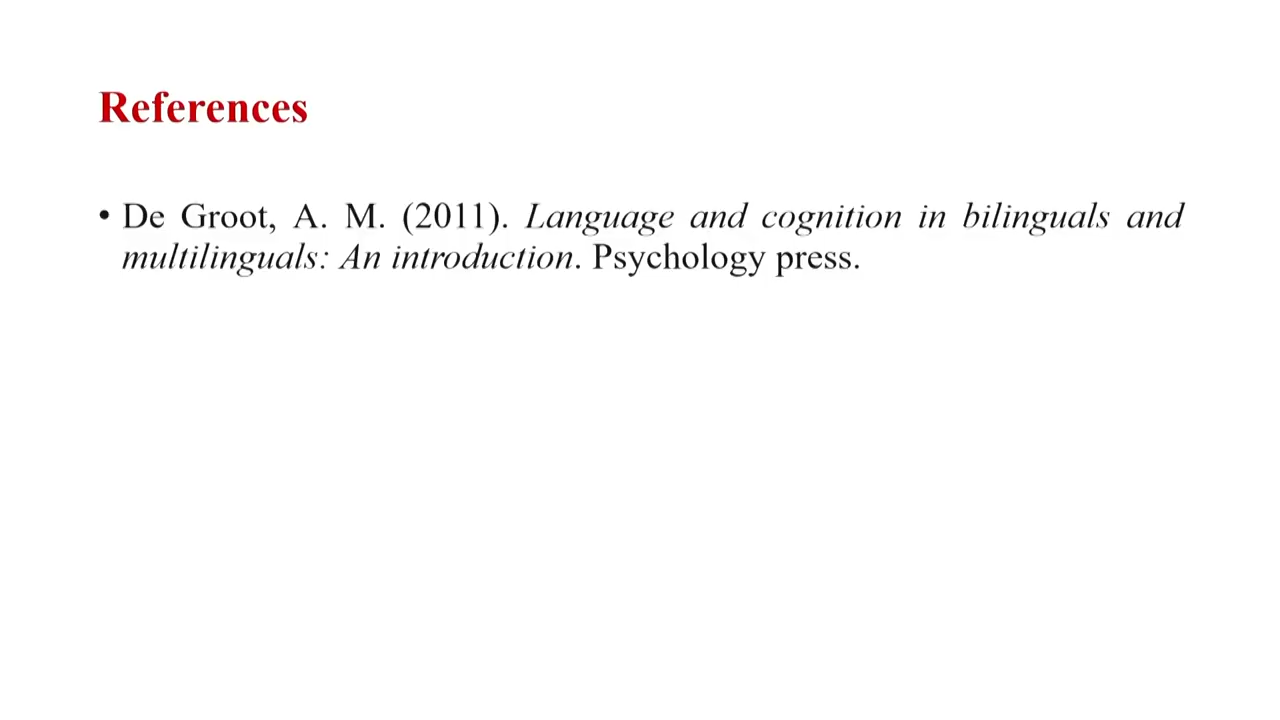 References
• De Groot, A. M. (2011). Language and cognition in bilinguals and
multilinguals: An introduction. Psychology press.